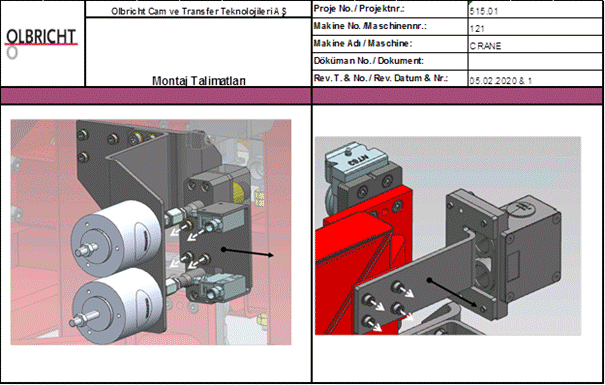 OLBRICHT
Olbricht Cam ve Transfer Teknolojileri A Ş
Montaj Talimatları
Proje No. / Projektnr.: 515.01
Makine No. /Maschinennr.: 121
Makine Adı / Maschine: CRANE
Döküman No. / Dokument:
Rev. T. & No. / Rev. Datum & Nr.: 05.02.2020 & 1